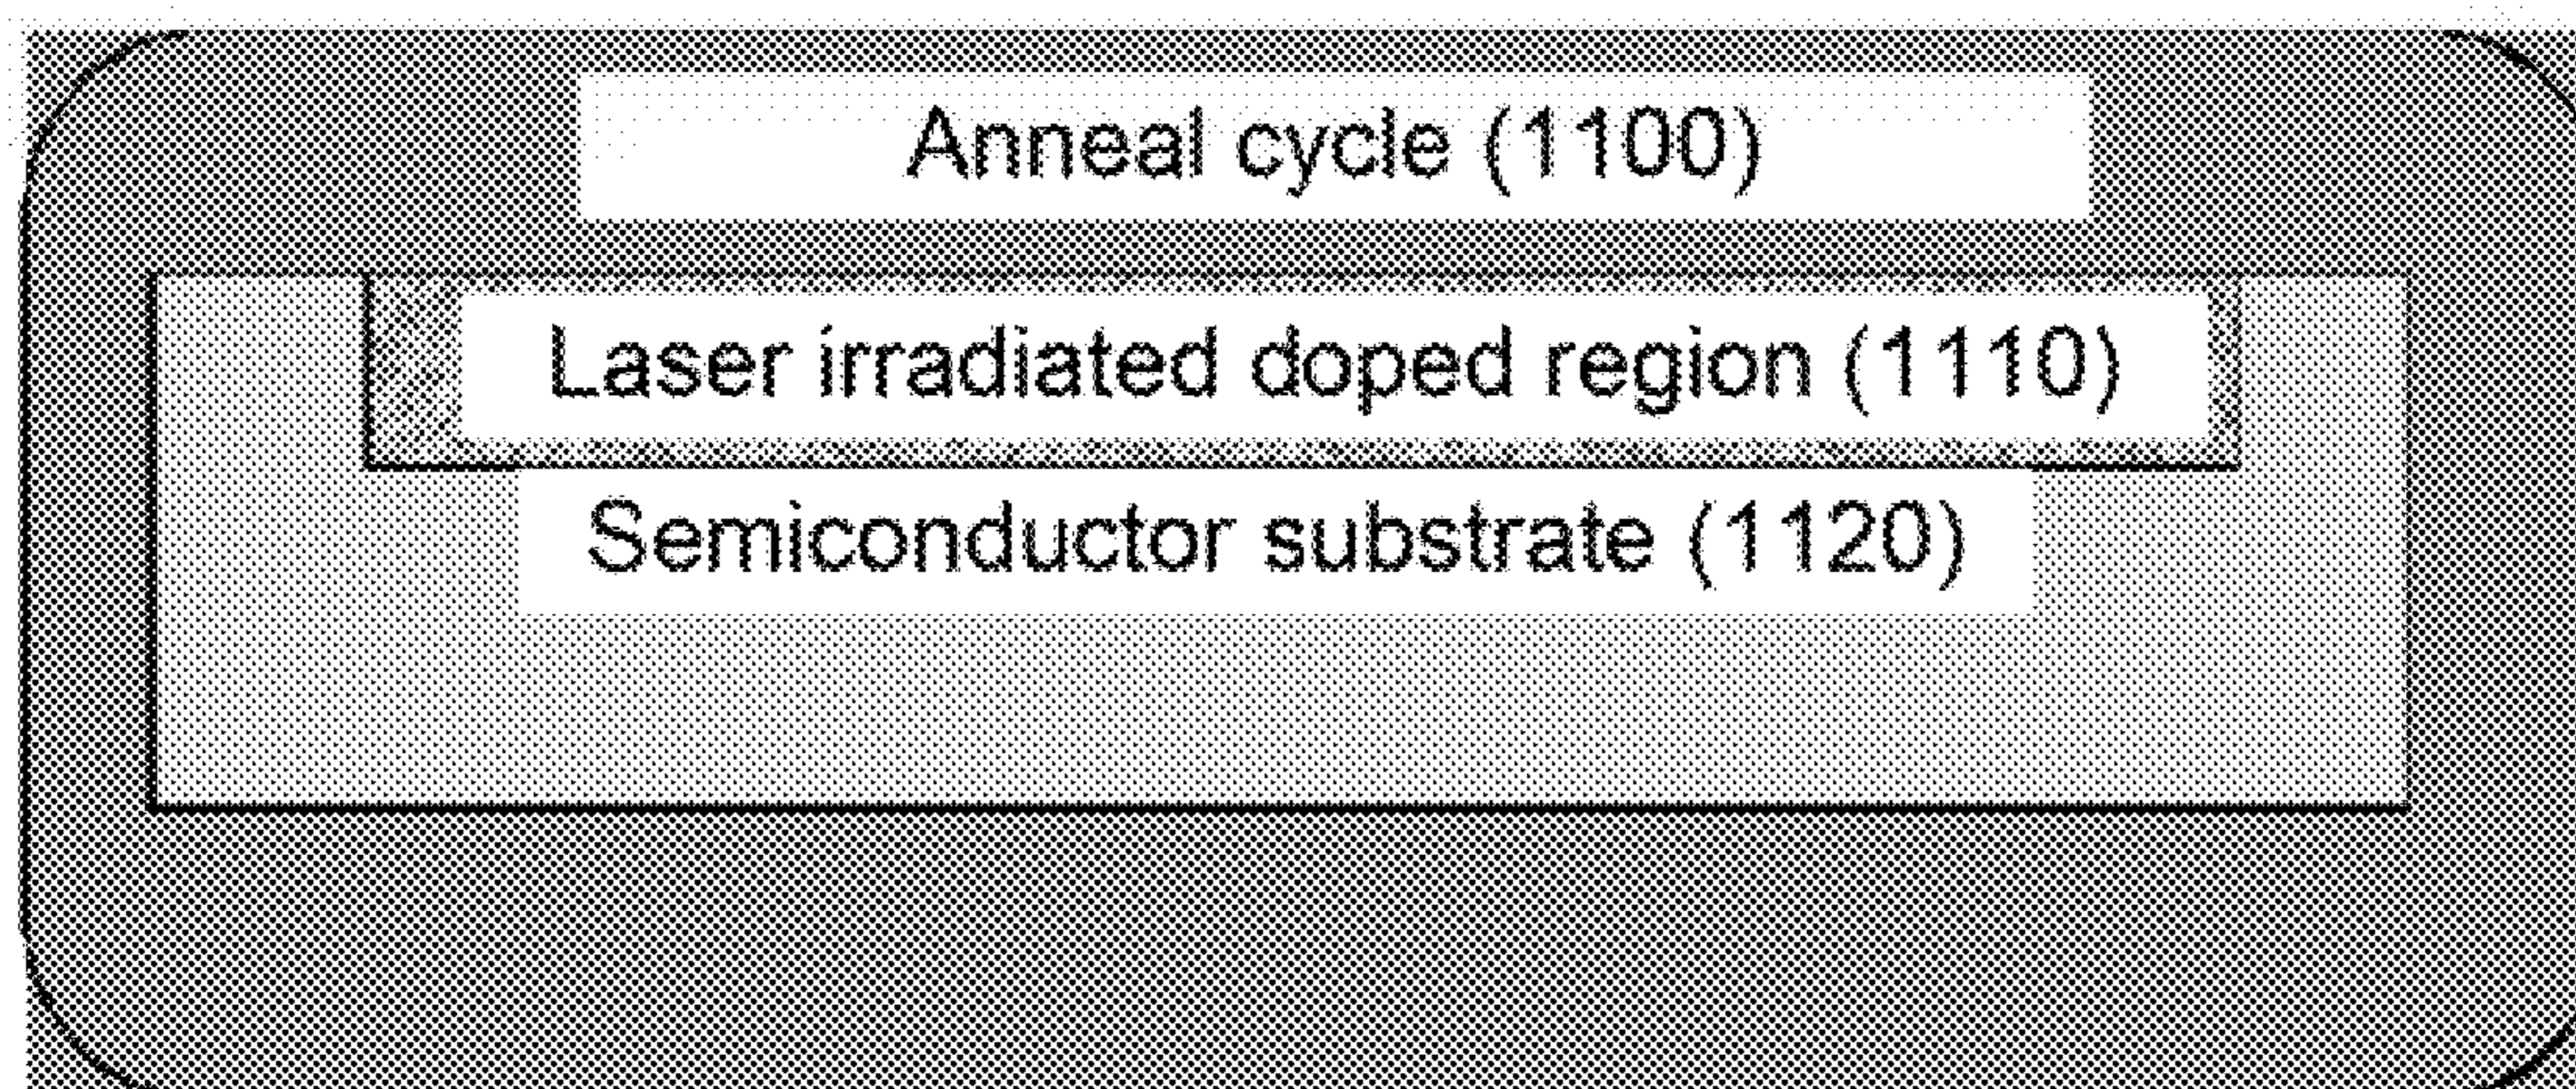 Anneal cycle (1100)
Laser irradiated doped region (1110)
Semiconductor substrate (1120)